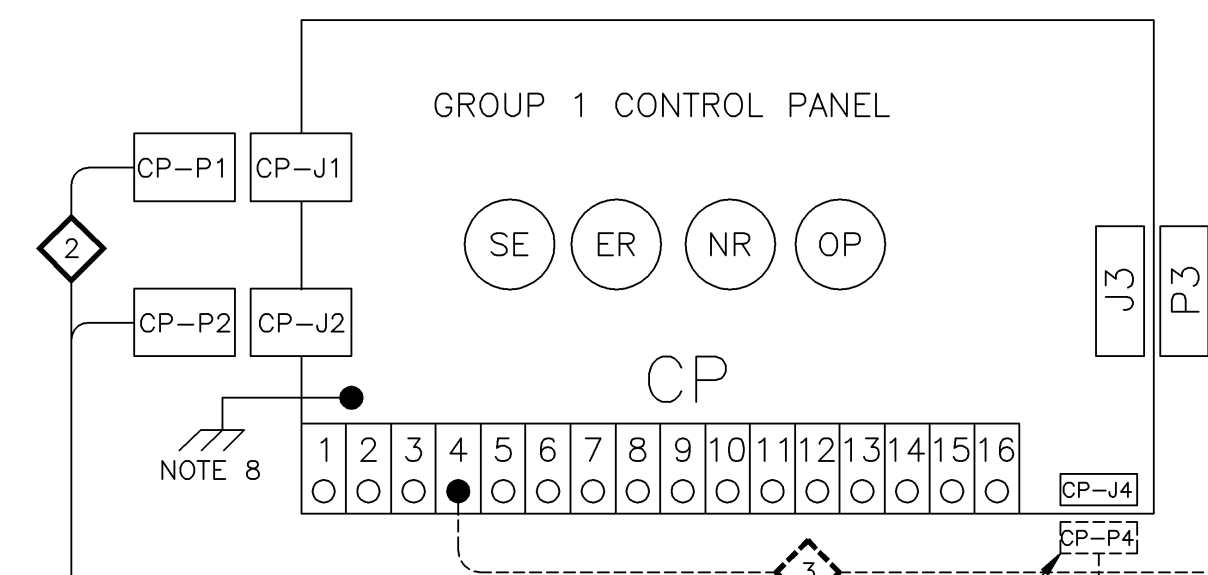 GROUP 1 CONTROL PANEL
CP-P1 CP-J1
2
SE ER NR OP
J3 P3
CP-P2 CP-J2
CP
NOTE 8
1 2 3 4 5 6 7 8 9 10 11 12 13 14 15 16
CP-J4
CP-P4
3